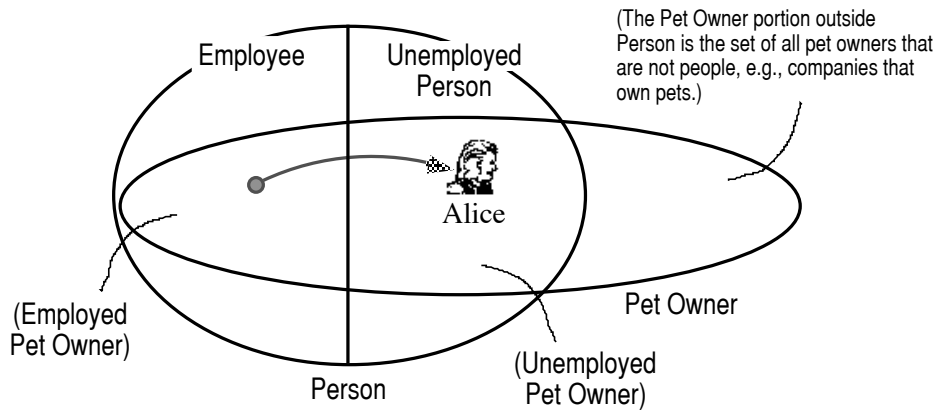 (The Pet Owner portion outside
Person is the set of all pet owners that
are not people, e.g., companies that
own pets.)
Employee
Unemployed
Person
Alice
Pet Owner
(Employed
Pet Owner)
(Unemployed
Pet Owner)
Person